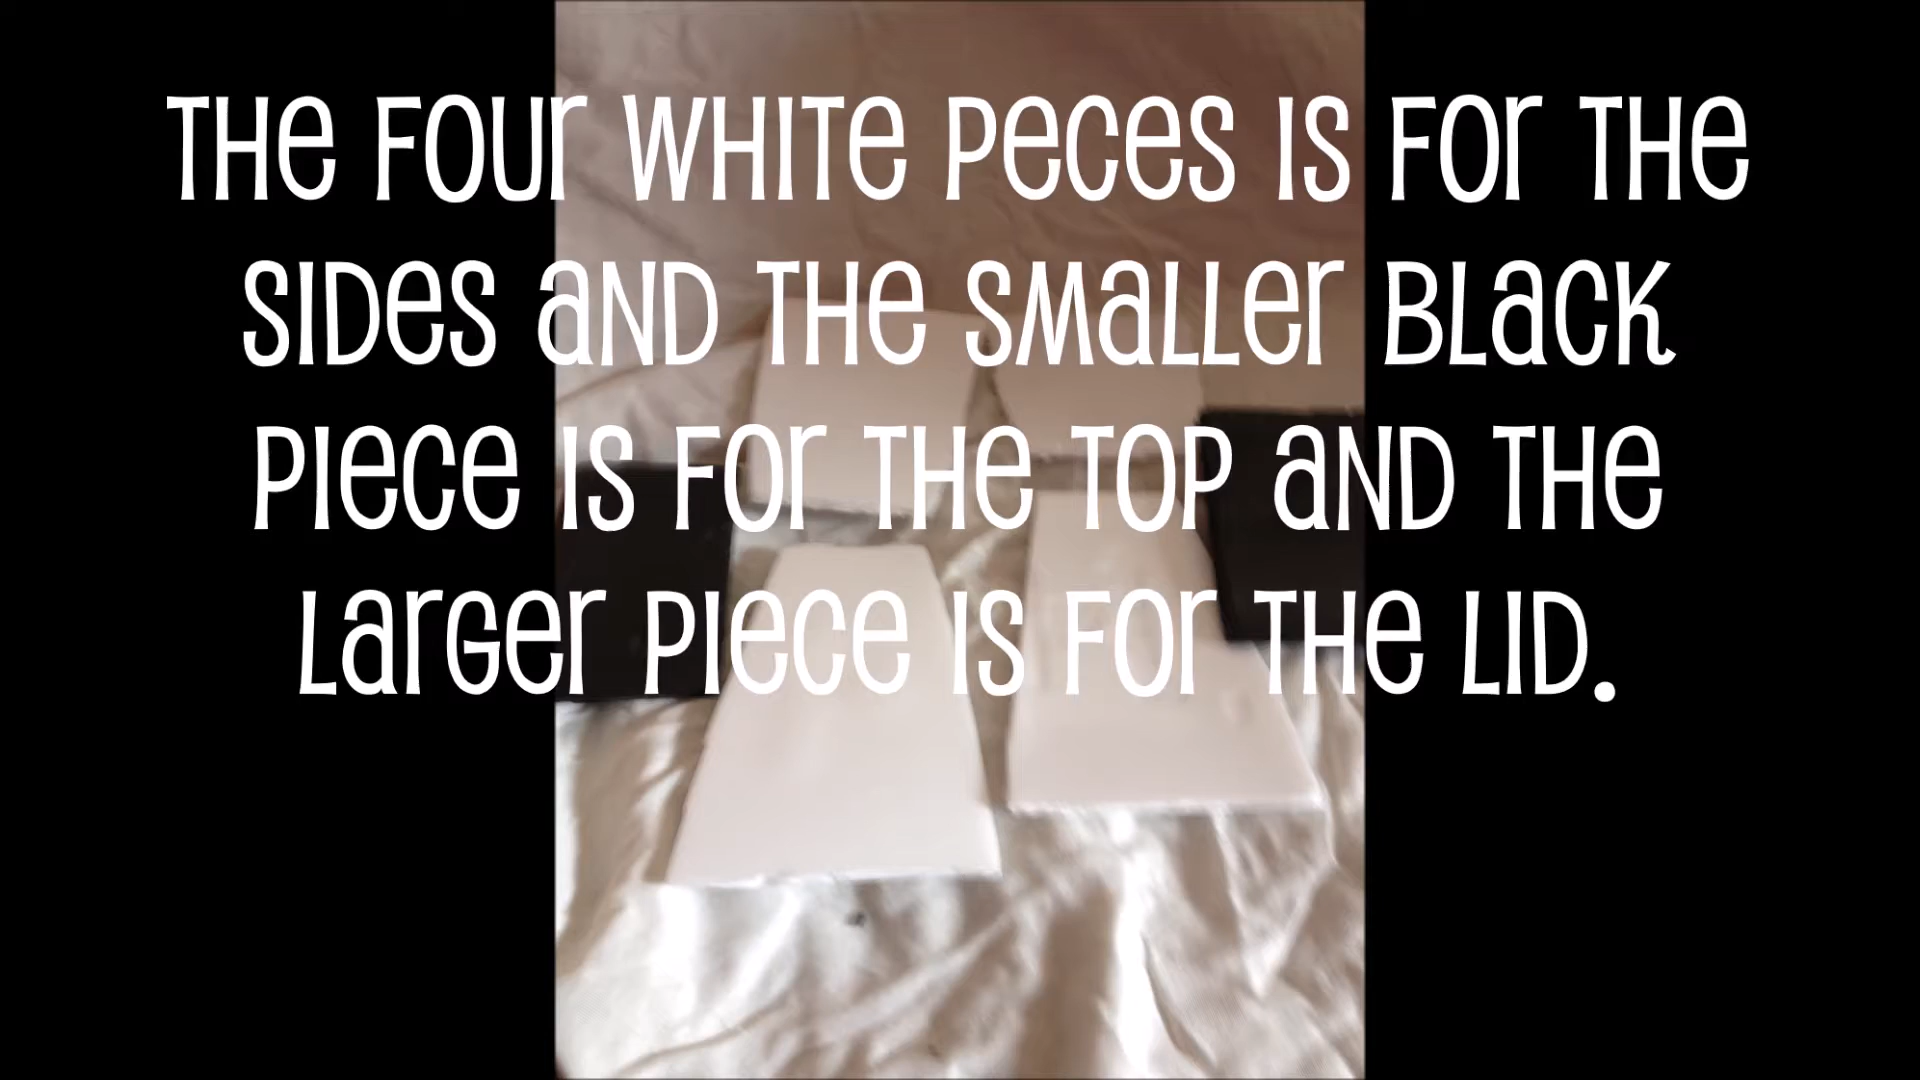 THe FOUr WHITe PeCeS IS FOr THe
SIDeS aND THe SMaLLer BLaCK
PIeCe IS FOr THe TOP aND THe
LarGer PIeCe IS FOr THe LID.